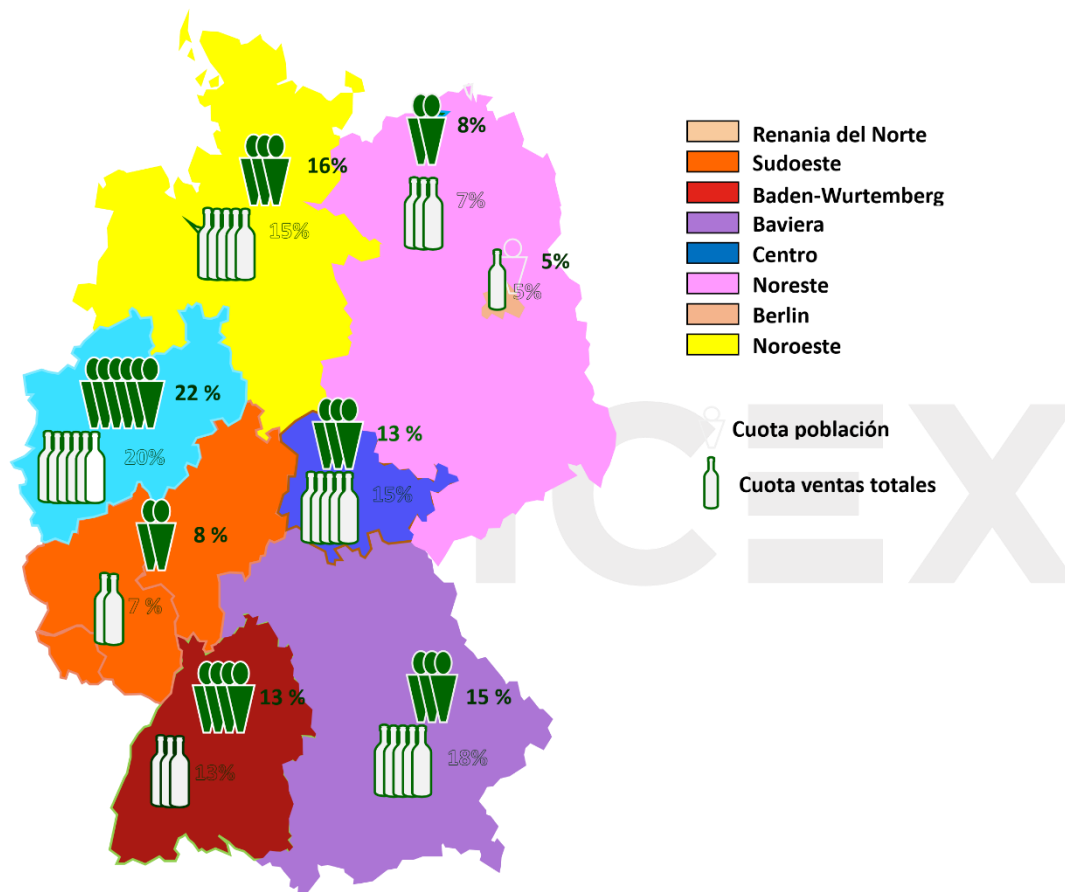 8%
16%
7%
15%
5%
5%
22 %
20%
13 %
15%
8 %
7 %
13 %
13%
15 %
18%
Renania del Norte
Sudoeste
Baden-Wurtemberg
Baviera
Centro
Noreste
Berlin
Noroeste
Cuota población
Cuota ventas totales
ICEX